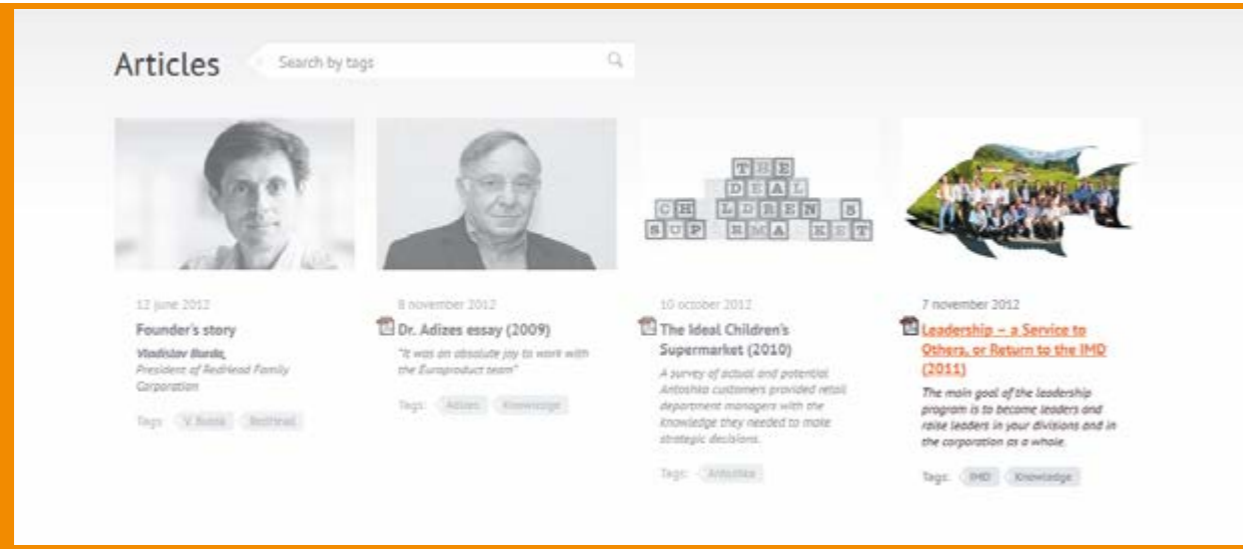 Articles
Search by tags
THE
DEAL
CH LDREN S
SUP RMA KET
12 june 2012
Founder's story
Vladislav Burda,
President of RedHead Family
Corporation
Tags: V. Burda RedHead
8 november 2012
Dr. Adizes essay (2009)
"It was an absolute joy to work with
the Europroduct team"
Tags: Adizes Knowledge
10 october 2012
The Ideal Children's
Supermarket (2010)
A survey of actual and potential
Antoshka customers provided retail
department managers with the
knowledge they needed to make
strategic decisions.
Tags: Antoshka
7 november 2012
Leadership – a Service to
Others, or Return to the IMD
(2011)
The main goal of the leadership
program is to become leaders and
raise leaders in your divisions and in
the corporation as a whole.
Tags: IMD Knowledge